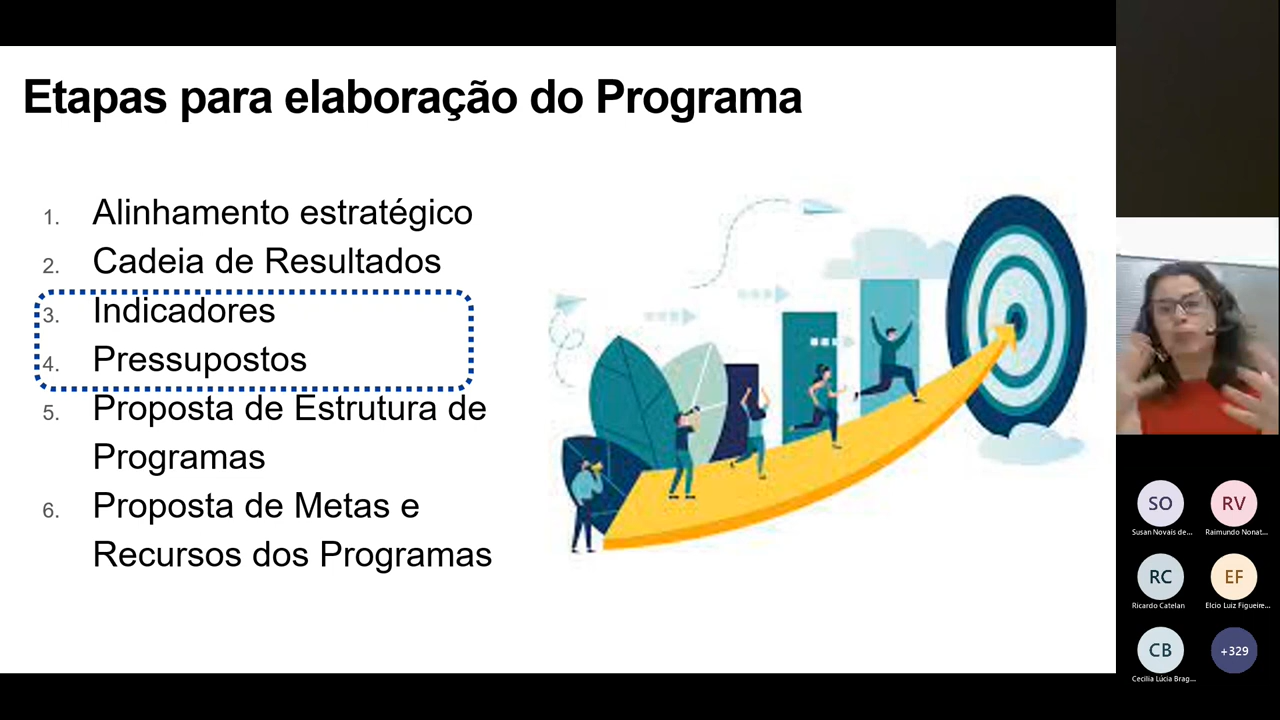 Etapas para elaboração do Programa
1. Alinhamento estratégico
2. Cadeia de Resultados
3. Indicadores
4. Pressupostos
5. Proposta de Estrutura de
Programas
6. Proposta de Metas e
Recursos dos Programas
SO RV
Susan Novais de... Raimundo Nonat...
RC EF
Ricardo Catelan Elcio Luiz Figueire...
CB +329
Cecília Lúcia Brag...